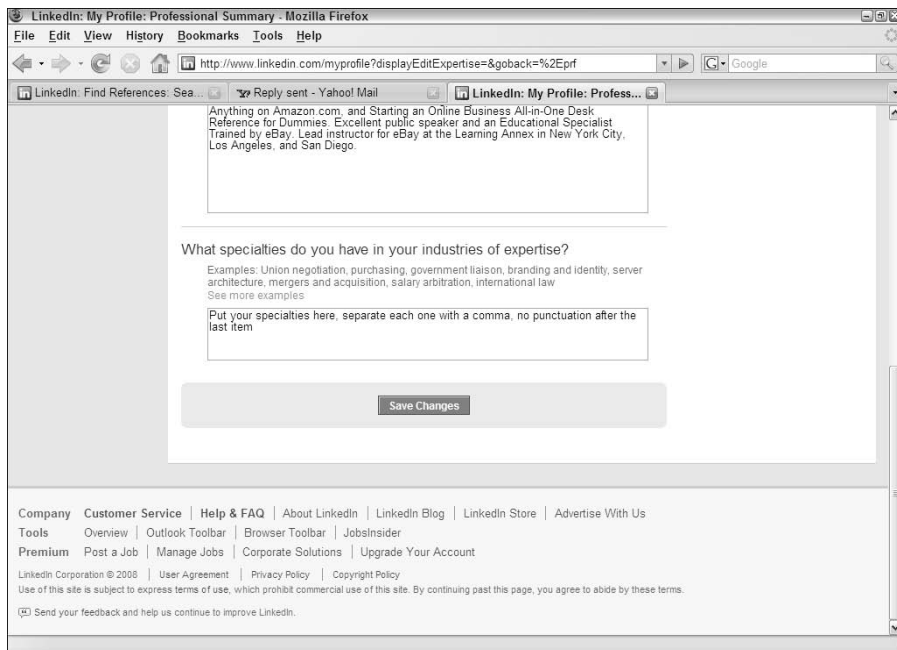 LinkedIn: My Profile: Professional Summary - Mozilla Firefox
File Edit View History Bookmarks Tools Help
http://www.linkedin.com/myprofile?displayEditExpertise=&goback=%2Eprf
G Google
LinkedIn: Find References: Sea...
Reply sent - Yahoo! Mail
LinkedIn: My Profile: Profess...
Anything on Amazon.com, and Starting an Online Business All-in-One Desk
Reference for Dummies. Excellent public speaker and an Educational Specialist
Trained by eBay. Lead instructor for eBay at the Learning Annex in New York City,
Los Angeles, and San Diego.
What specialties do you have in your industries of expertise?
Examples: Union negotiation, purchasing, government liaison, branding and identity, server
architecture, mergers and acquisition, salary arbitration, international law
See more examples
Put your specialties here, separate each one with a comma, no punctuation after the
last item
Save Changes
Company Customer Service | Help & FAQ | About LinkedIn | LinkedIn Blog | LinkedIn Store | Advertise With Us
Tools Overview | Outlook Toolbar | Browser Toolbar | JobsInsider
Premium Post a Job | Manage Jobs | Corporate Solutions | Upgrade Your Account
LinkedIn Corporation © 2008 | User Agreement | Privacy Policy | Copyright Policy
Use of this site is subject to express terms of use, which prohibit commercial use of this site. By continuing past this page, you agree to abide by these terms.
Send your feedback and help us continue to improve LinkedIn.